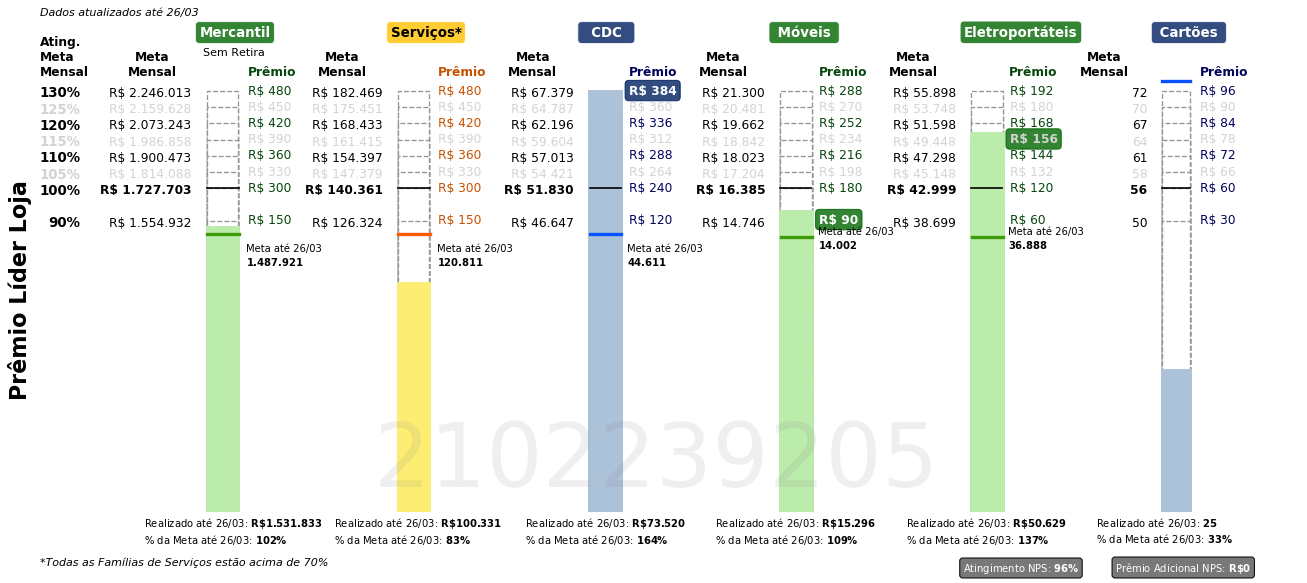 Dados atualizados até 26/03
Mercantil Serviços* CDC Móveis Eletroportáteis Cartões
Sem Retira
Ating. Meta Mensal
Meta Mensal Prêmio Meta Mensal Prêmio Meta Mensal Prêmio Meta Mensal Prêmio Meta Mensal Prêmio Meta Mensal Prêmio
130% R$ 2.246.013 R$ 480 R$ 182.469 R$ 480 R$ 67.379 R$ 384 R$ 21.300 R$ 288 R$ 55.898 R$ 192 72 R$ 96
125% R$ 2.159.628 R$ 450 R$ 175.451 R$ 450 R$ 64.787 R$ 360 R$ 20.481 R$ 270 R$ 53.748 R$ 180 70 R$ 90
120% R$ 2.073.243 R$ 420 R$ 168.433 R$ 420 R$ 62.196 R$ 336 R$ 19.662 R$ 252 R$ 51.598 R$ 168 67 R$ 84
115% R$ 1.986.858 R$ 390 R$ 161.415 R$ 390 R$ 59.604 R$ 312 R$ 18.842 R$ 234 R$ 49.448 R$ 156 64 R$ 78
110% R$ 1.900.473 R$ 360 R$ 154.397 R$ 360 R$ 57.013 R$ 288 R$ 18.023 R$ 216 R$ 47.298 R$ 144 61 R$ 72
105% R$ 1.814.088 R$ 330 R$ 147.379 R$ 330 R$ 54.421 R$ 264 R$ 17.204 R$ 198 R$ 45.148 R$ 132 58 R$ 66
100% R$ 1.727.703 R$ 300 R$ 140.361 R$ 300 R$ 51.830 R$ 240 R$ 16.385 R$ 180 R$ 42.999 R$ 120 56 R$ 60
90% R$ 1.554.932 R$ 150 R$ 126.324 R$ 150 R$ 46.647 R$ 120 R$ 14.746 R$ 90 R$ 38.699 R$ 60 50 R$ 30
Meta até 26/03 1.487.921
Meta até 26/03 120.811
Meta até 26/03 44.611
Meta até 26/03 14.002
Meta até 26/03 36.888
Prêmio Líder Loja
2102239205
Realizado até 26/03: R$1.531.833 Realizado até 26/03: R$100.331 Realizado até 26/03: R$73.520 Realizado até 26/03: R$15.296 Realizado até 26/03: R$50.629 Realizado até 26/03: 25
% da Meta até 26/03: 102% % da Meta até 26/03: 83% % da Meta até 26/03: 164% % da Meta até 26/03: 109% % da Meta até 26/03: 137% % da Meta até 26/03: 33%
*Todas as Famílias de Serviços estão acima de 70%
Atingimento NPS: 96% Prêmio Adicional NPS: R$0